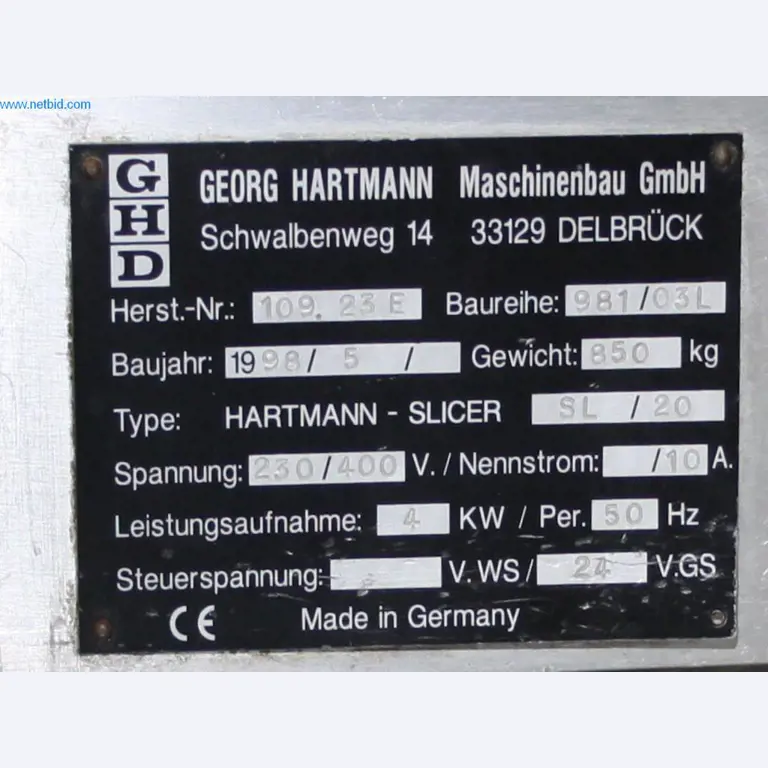 www.netbid.com
GHD
GEORG HARTMANN Maschinenbau GmbH
Schwalbenweg 14 33129 DELBRÜCK
Herst.-Nr.: 109.23 E Baureihe: 981/03L
Baujahr: 1998/ 5 / Gewicht: 850 kg
Type: HARTMANN - SLICER SL / 20
Spannung: 230/400 V. / Nennstrom: /10 A.
Leistungsaufnahme: 4 KW / Per. 50 Hz
Steuerspannung: V. WS / 24 V.GS
CE Made in Germany